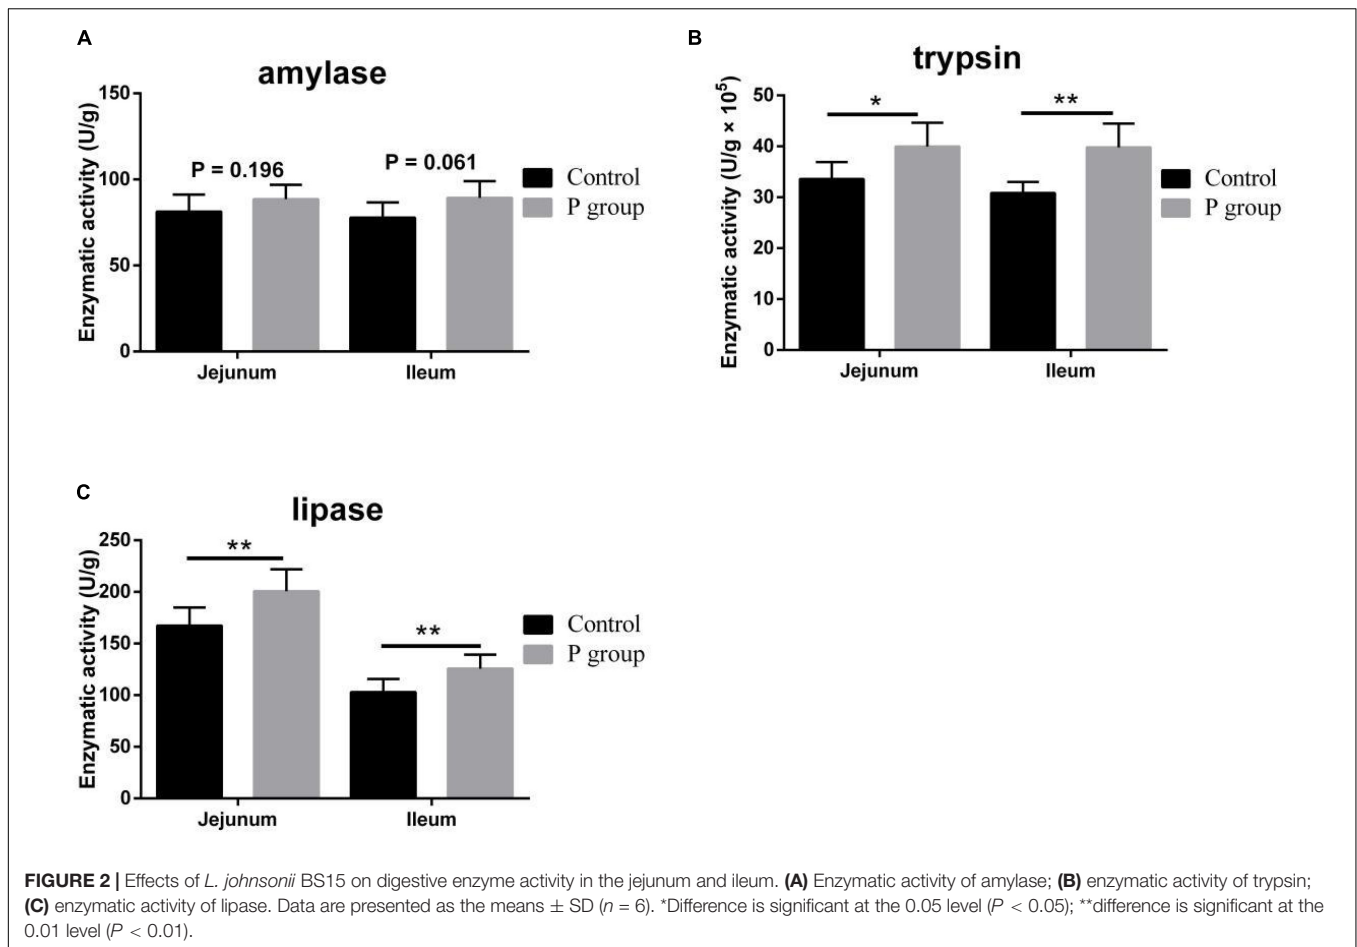 A
amylase
Enzymatic activity (U/g)
150
100
50
0
P = 0.196
P = 0.061
Jejunum
Ileum
Control
P group
B
trypsin
Enzymatic activity (U/g × 10⁵)
50
40
30
20
10
0
*
**
Jejunum
Ileum
Control
P group
C
lipase
Enzymatic activity (U/g)
250
200
150
100
50
0
**
**
Jejunum
Ileum
Control
P group
FIGURE 2 | Effects of L. johnsonii BS15 on digestive enzyme activity in the jejunum and ileum. (A) Enzymatic activity of amylase; (B) enzymatic activity of trypsin;
(C) enzymatic activity of lipase. Data are presented as the means ± SD (n = 6). *Difference is significant at the 0.05 level (P < 0.05); **difference is significant at the
0.01 level (P < 0.01).